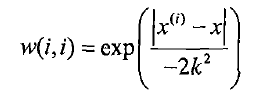 w(i,i) = exp(|x^{(i)} − x| / −2k^2)